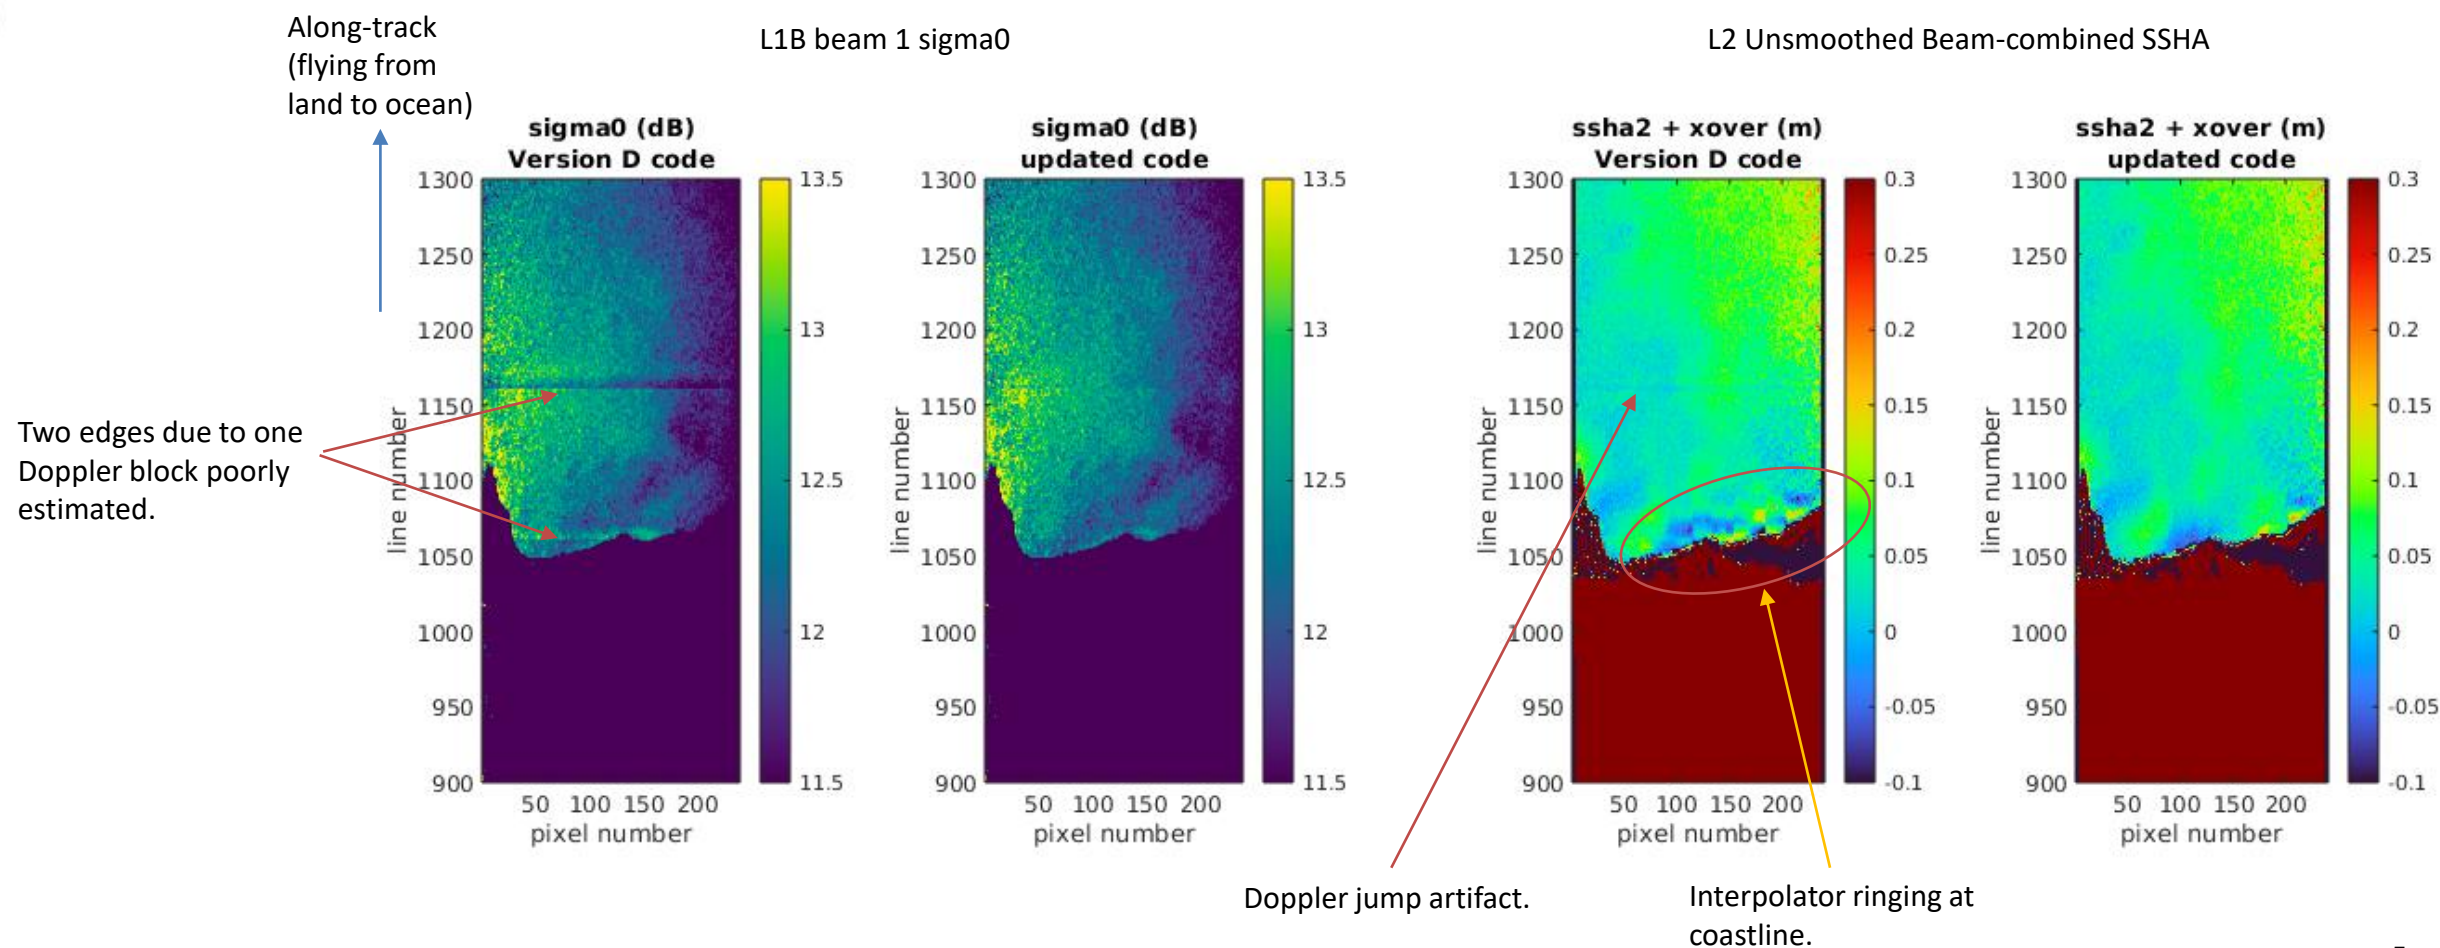 Along-track
(flying from
land to ocean)
L1B beam 1 sigma0
L2 Unsmoothed Beam-combined SSHA
sigma0 (dB)
Version D code
1300
1250
1200
1150
1100
1050
1000
950
900
line number
50 100 150 200
pixel number
13.5
13
12.5
12
11.5
sigma0 (dB)
updated code
1300
1250
1200
1150
1100
1050
1000
950
900
line number
50 100 150 200
pixel number
13.5
13
12.5
12
11.5
ssha2 + xover (m)
Version D code
1300
1250
1200
1150
1100
1050
1000
950
900
line number
50 100 150 200
pixel number
0.3
0.25
0.2
0.15
0.1
0.05
0
-0.05
-0.1
ssha2 + xover (m)
updated code
1300
1250
1200
1150
1100
1050
1000
950
900
line number
50 100 150 200
pixel number
0.3
0.25
0.2
0.15
0.1
0.05
0
-0.05
-0.1
Two edges due to one
Doppler block poorly
estimated.
Doppler jump artifact.
Interpolator ringing at
coastline.